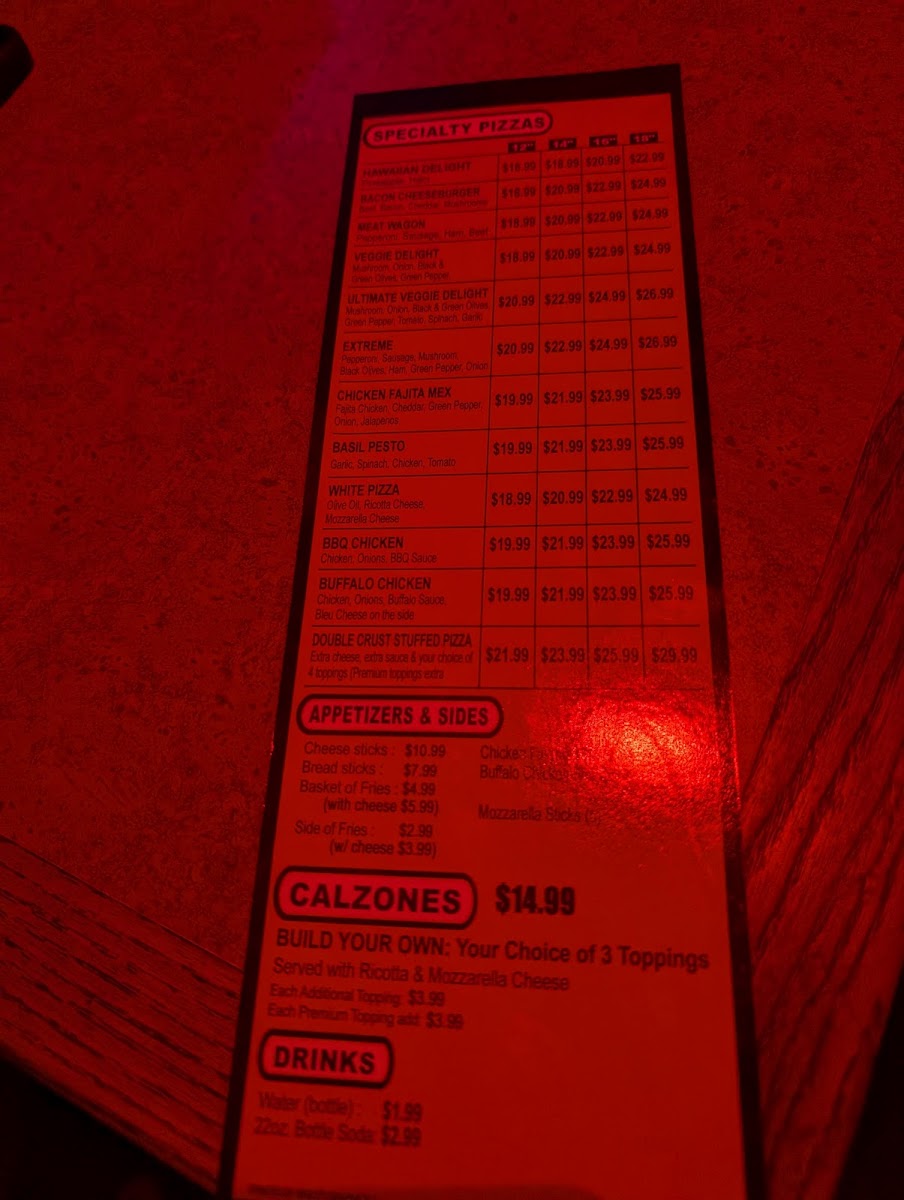 SPECIALTY PIZZAS
12" 14" 16" 18"
HAWAIIAN DELIGHT $16.99 $18.99 $20.99 $22.99
Pineapple, Ham
BACON CHEESEBURGER $18.99 $20.99 $22.99 $24.99
Beef, Bacon, Cheddar, Mushrooms
MEAT WAGON $18.99 $20.99 $22.99 $24.99
Pepperoni, Sausage, Ham, Beef
VEGGIE DELIGHT $18.99 $20.99 $22.99 $24.99
Mushroom, Onion, Black &
Green Olives, Green Pepper
ULTIMATE VEGGIE DELIGHT $20.99 $22.99 $24.99 $26.99
Mushroom, Onion, Black & Green Olives
Green Pepper, Tomato, Spinach, Garlic
EXTREME $20.99 $22.99 $24.99 $26.99
Pepperoni, Sausage, Mushroom,
Black Olives, Ham, Green Pepper, Onion
CHICKEN FAJITA MEX $19.99 $21.99 $23.99 $25.99
Fajita Chicken, Cheddar, Green Pepper,
Onion, Jalapenos
BASIL PESTO $19.99 $21.99 $23.99 $25.99
Garlic, Spinach, Chicken, Tomato
WHITE PIZZA $18.99 $20.99 $22.99 $24.99
Olive Oil, Ricotta Cheese,
Mozzarella Cheese
BBQ CHICKEN $19.99 $21.99 $23.99 $25.99
Chicken, Onions, BBQ Sauce
BUFFALO CHICKEN $19.99 $21.99 $23.99 $25.99
Chicken, Onions, Buffalo Sauce,
Bleu Cheese on the side
DOUBLE CRUST STUFFED PIZZA $21.99 $23.99 $25.99 $29.99
Extra cheese, extra sauce & your choice of
4 toppings (Premium toppings extra
APPETIZERS & SIDES
Cheese sticks : $10.99
Bread sticks : $7.99
Basket of Fries : $4.99
(with cheese $5.99)
Side of Fries : $2.99
(w/ cheese $3.99)
Chicken
Buffalo Chicken
Mozzarella Sticks
CALZONES $14.99
BUILD YOUR OWN: Your Choice of 3 Toppings
Served with Ricotta & Mozzarella Cheese
Each Additional Topping: $3.99
Each Premium Topping add: $3.99
DRINKS
Water (bottle) : $1.99
22oz. Bottle Soda: $2.99